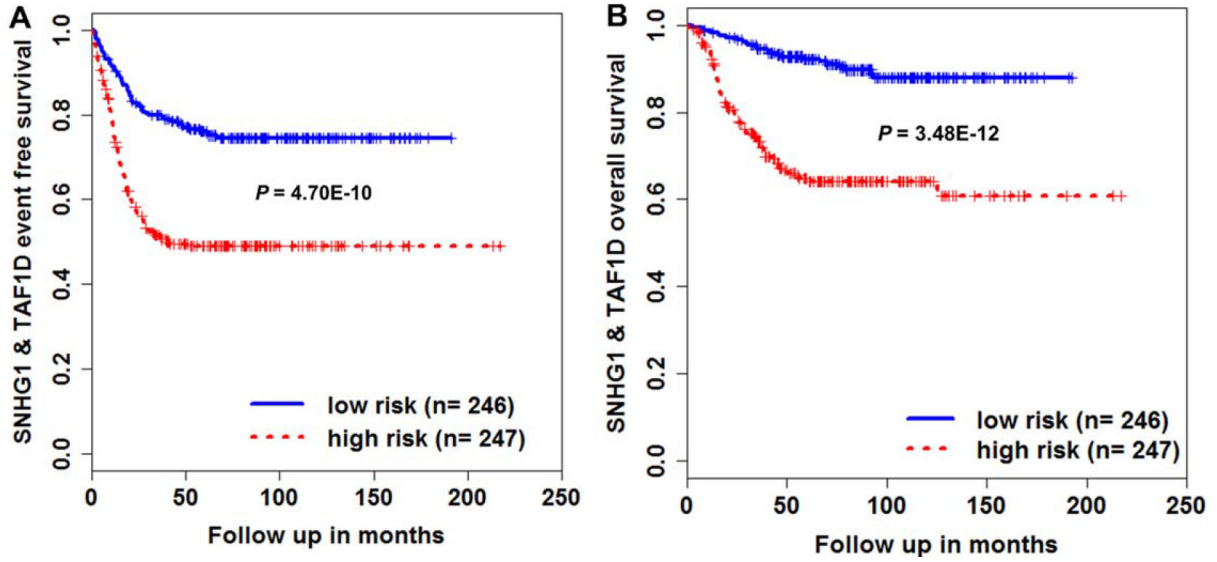 A
SNHG1 & TAF1D event free survival
1.0
0.8
0.6
0.4
0.2
0.0
P = 4.70E-10
low risk (n= 246)
high risk (n= 247)
0 50 100 150 200 250
Follow up in months
B
SNHG1 & TAF1D overall survival
1.0
0.8
0.6
0.4
0.2
0.0
P = 3.48E-12
low risk (n= 246)
high risk (n= 247)
0 50 100 150 200 250
Follow up in months